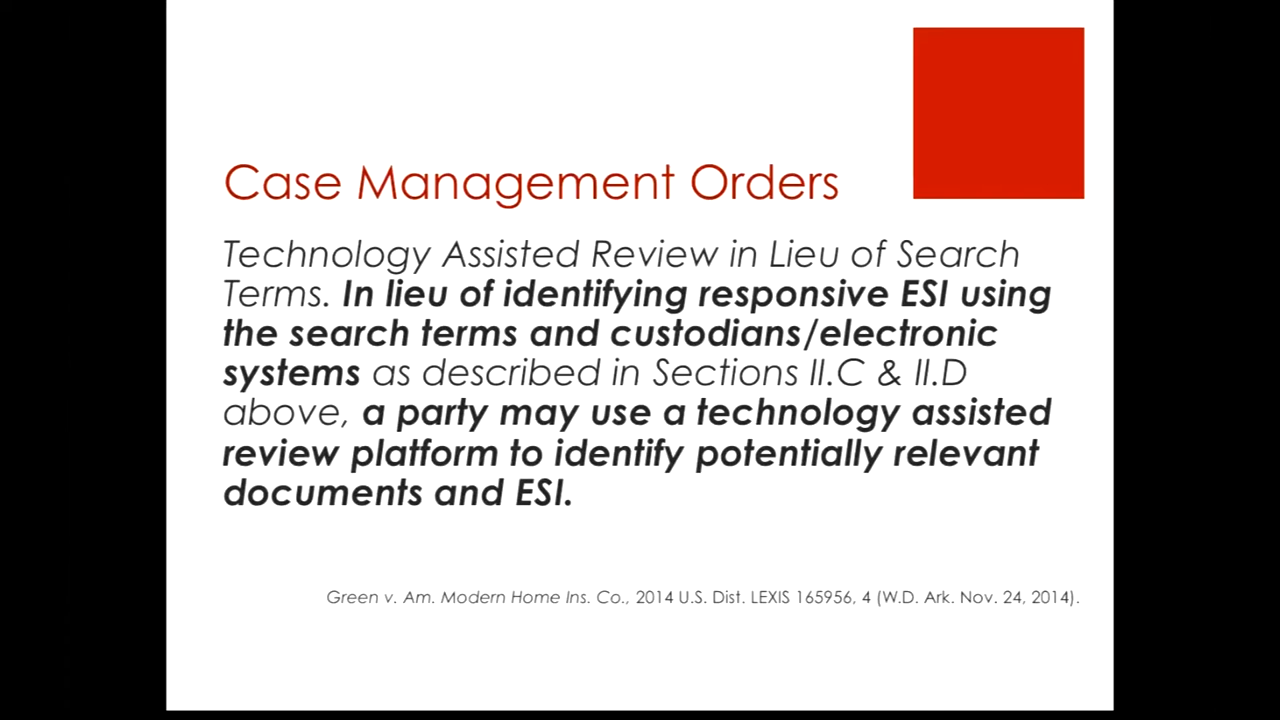 Case Management Orders
Technology Assisted Review in Lieu of Search
Terms. In lieu of identifying responsive ESI using
the search terms and custodians/electronic
systems as described in Sections II.C & II.D
above, a party may use a technology assisted
review platform to identify potentially relevant
documents and ESI.
Green v. Am. Modern Home Ins. Co., 2014 U.S. Dist. LEXIS 165956, 4 (W.D. Ark. Nov. 24, 2014).